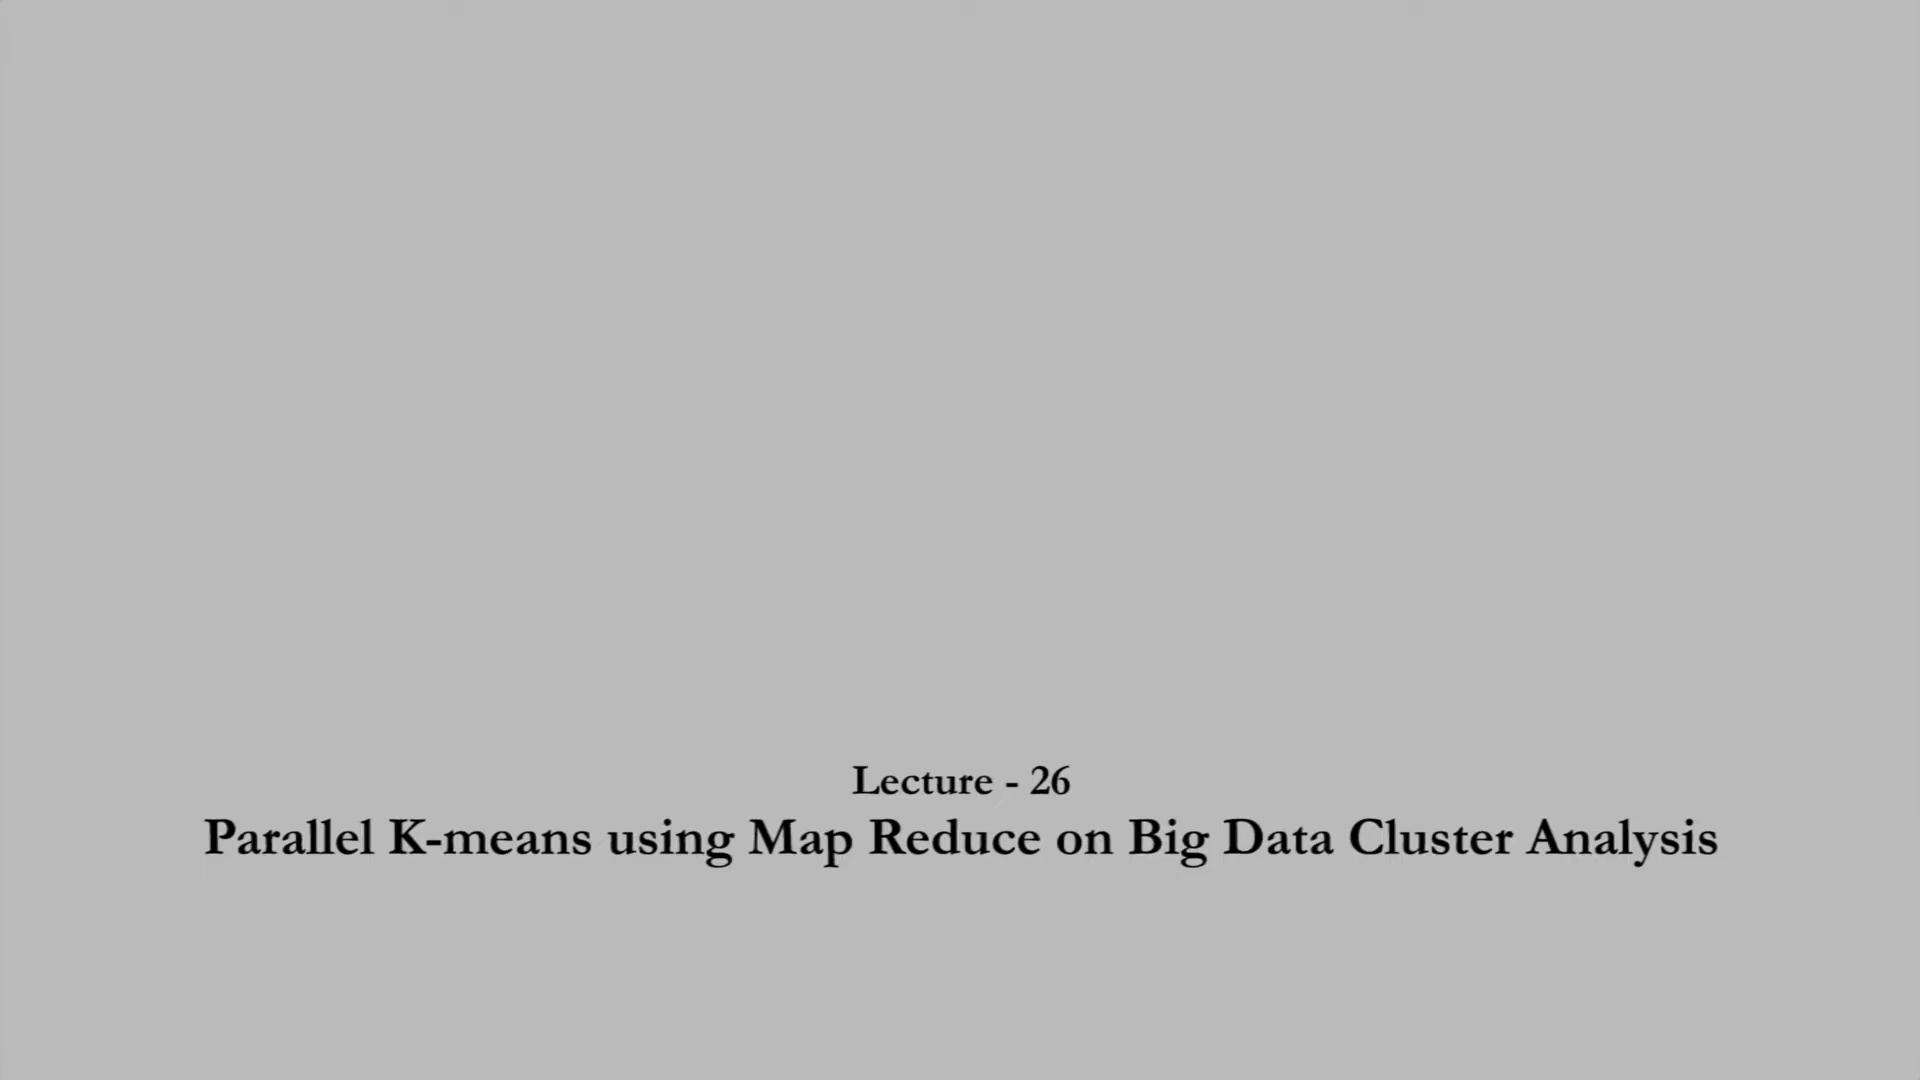 Lecture - 26
Parallel K-means using Map Reduce on Big Data Cluster Analysis